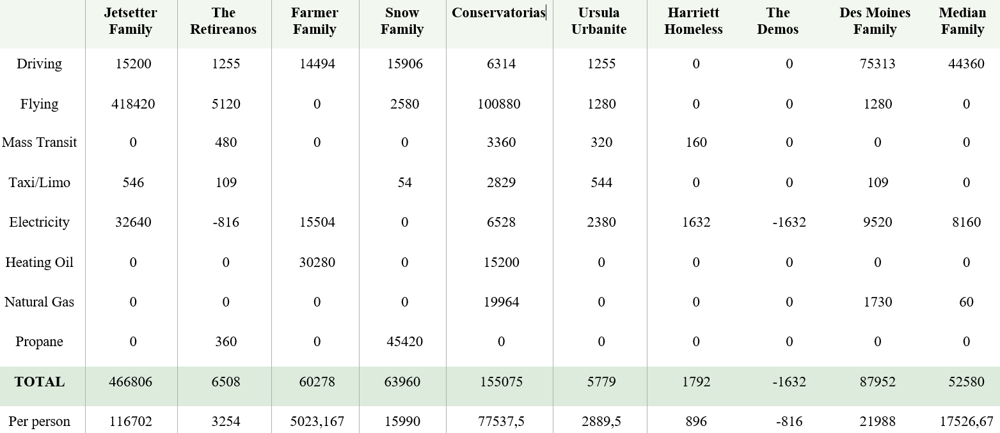 Jetsetter Family The Retireanos Farmer Family Snow Family Conservatorias Ursula Urbanite Harriett Homeless The Demos Des Moines Family Median Family
Driving 15200 1255 14494 15906 6314 1255 0 0 75313 44360
Flying 418420 5120 0 2580 100880 1280 0 0 1280 0
Mass Transit 0 480 0 0 3360 320 160 0 0 0
Taxi/Limo 546 109 54 2829 544 0 0 109 0
Electricity 32640 -816 15504 0 6528 2380 1632 -1632 9520 8160
Heating Oil 0 0 30280 0 15200 0 0 0 0 0
Natural Gas 0 0 0 0 19964 0 0 0 1730 60
Propane 0 360 0 45420 0 0 0 0 0 0
TOTAL 466806 6508 60278 63960 155075 5779 1792 -1632 87952 52580
Per person 116702 3254 5023,167 15990 77537,5 2889,5 896 -816 21988 17526,67